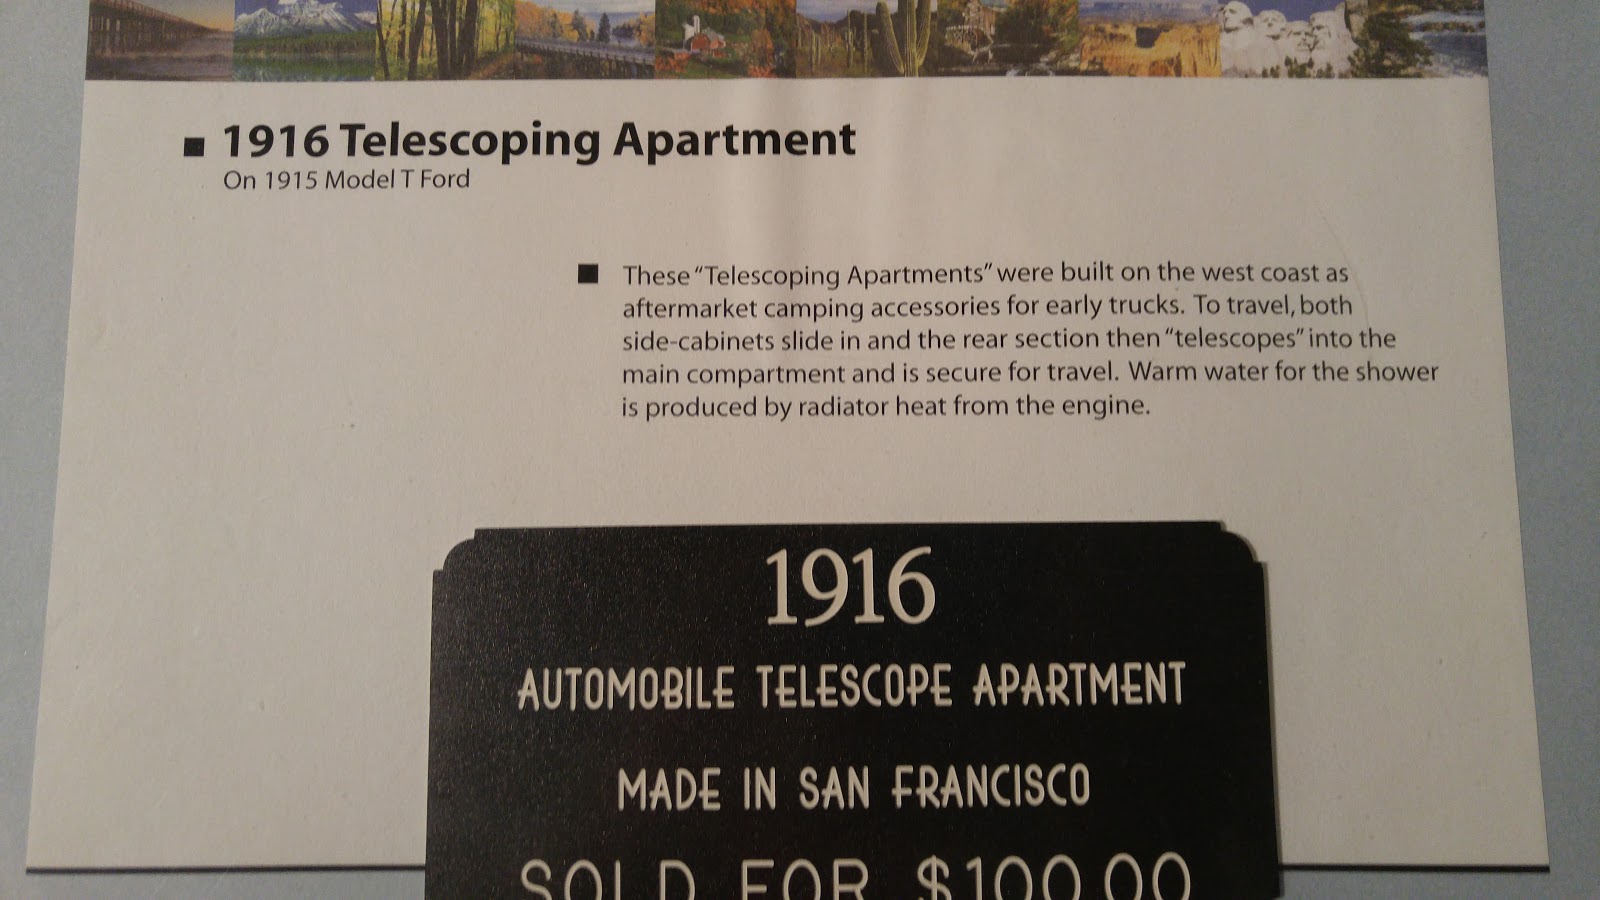 1916 Telescoping Apartment
On 1915 Model T Ford
These “Telescoping Apartments” were built on the west coast as
aftermarket camping accessories for early trucks. To travel, both
side-cabinets slide in and the rear section then “telescopes” into the
main compartment and is secure for travel. Warm water for the shower
is produced by radiator heat from the engine.
1916
AUTOMOBILE TELESCOPE APARTMENT
MADE IN SAN FRANCISCO
SOLD FOR $100.00